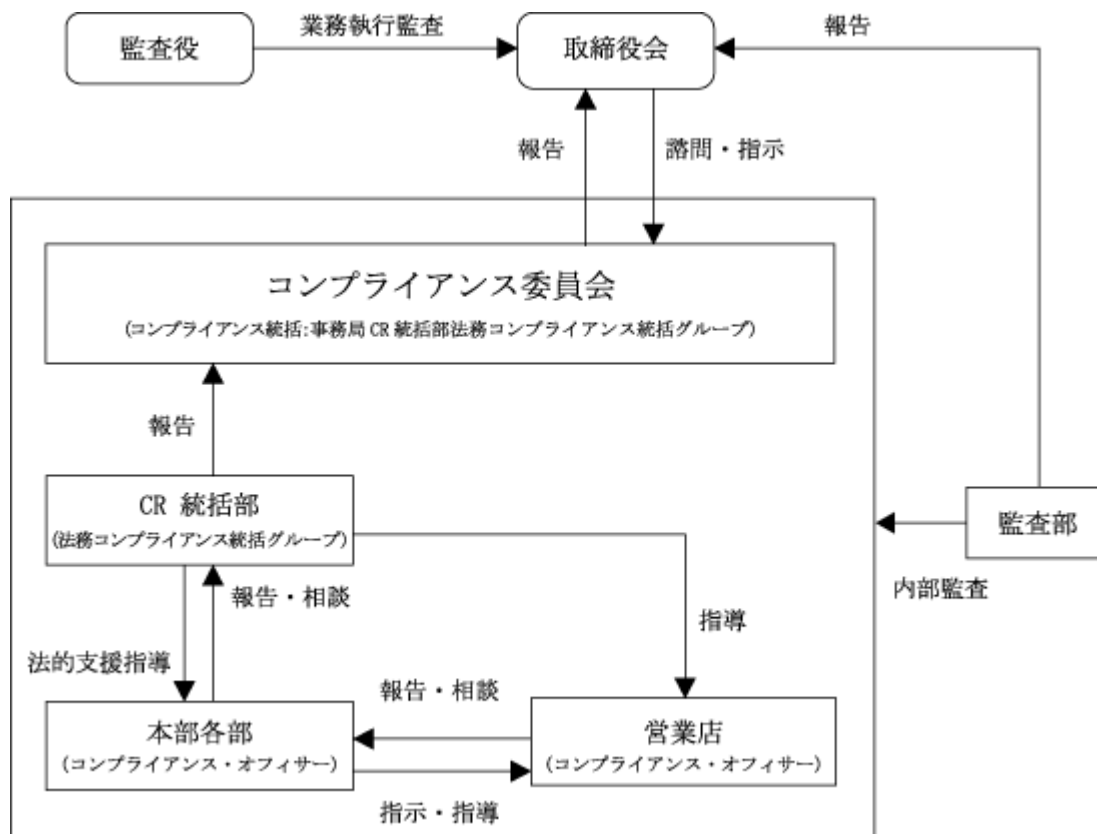 監査役
業務執行監査
取締役会
報告
報告
諮問・指示
コンプライアンス委員会
(コンプライアンス統括:事務局 CR 統括部法務コンプライアンス統括グループ)
報告
CR 統括部
(法務コンプライアンス統括グループ)
監査部
内部監査
報告・相談
指導
法的支援指導
報告・相談
本部各部
(コンプライアンス・オフィサー)
営業店
(コンプライアンス・オフィサー)
指示・指導